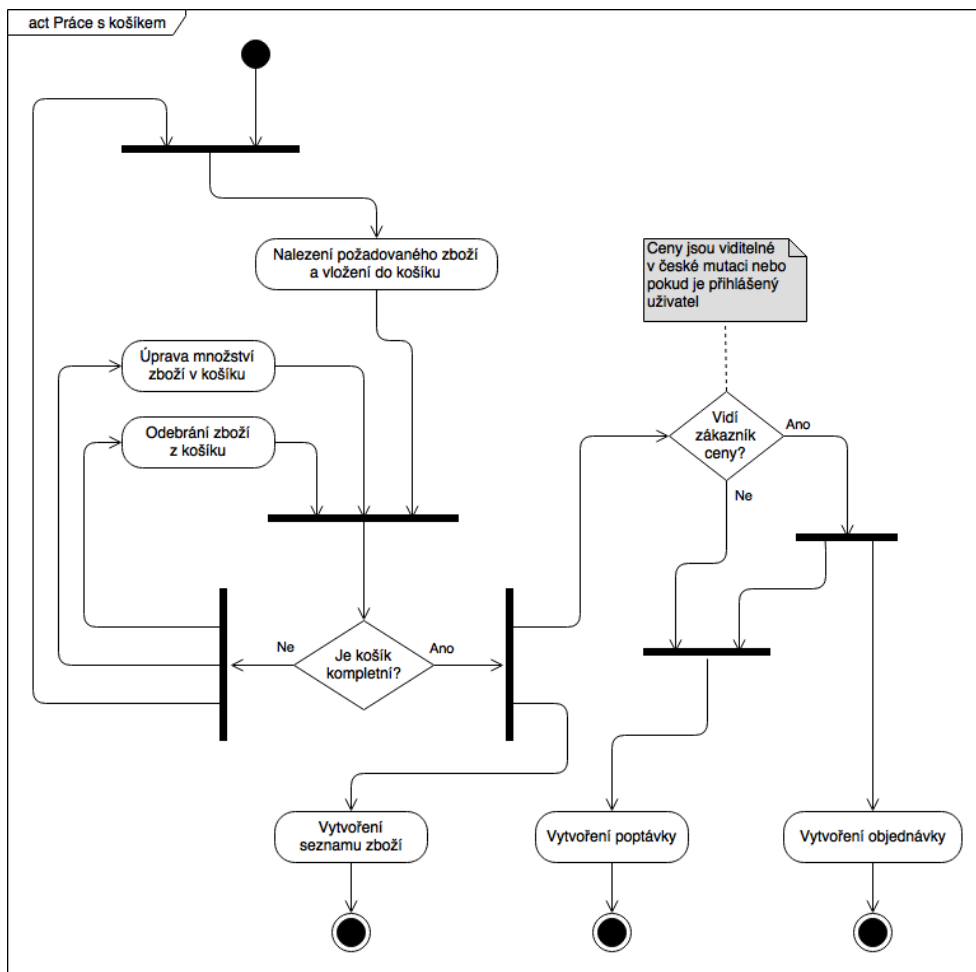 act Práce s košíkem
Nalezení požadovaného zboží
a vložení do košíku
Ceny jsou viditelné
v české mutaci nebo
pokud je přihlášený
uživatel
Úprava množství
zboží v košíku
Odebrání zboží
z košíku
Vidí
zákazník
ceny?
Ano
Ne
Ne
Je košík
kompletní?
Ano
Vytvoření
seznamu zboží
Vytvoření poptávky
Vytvoření objednávky